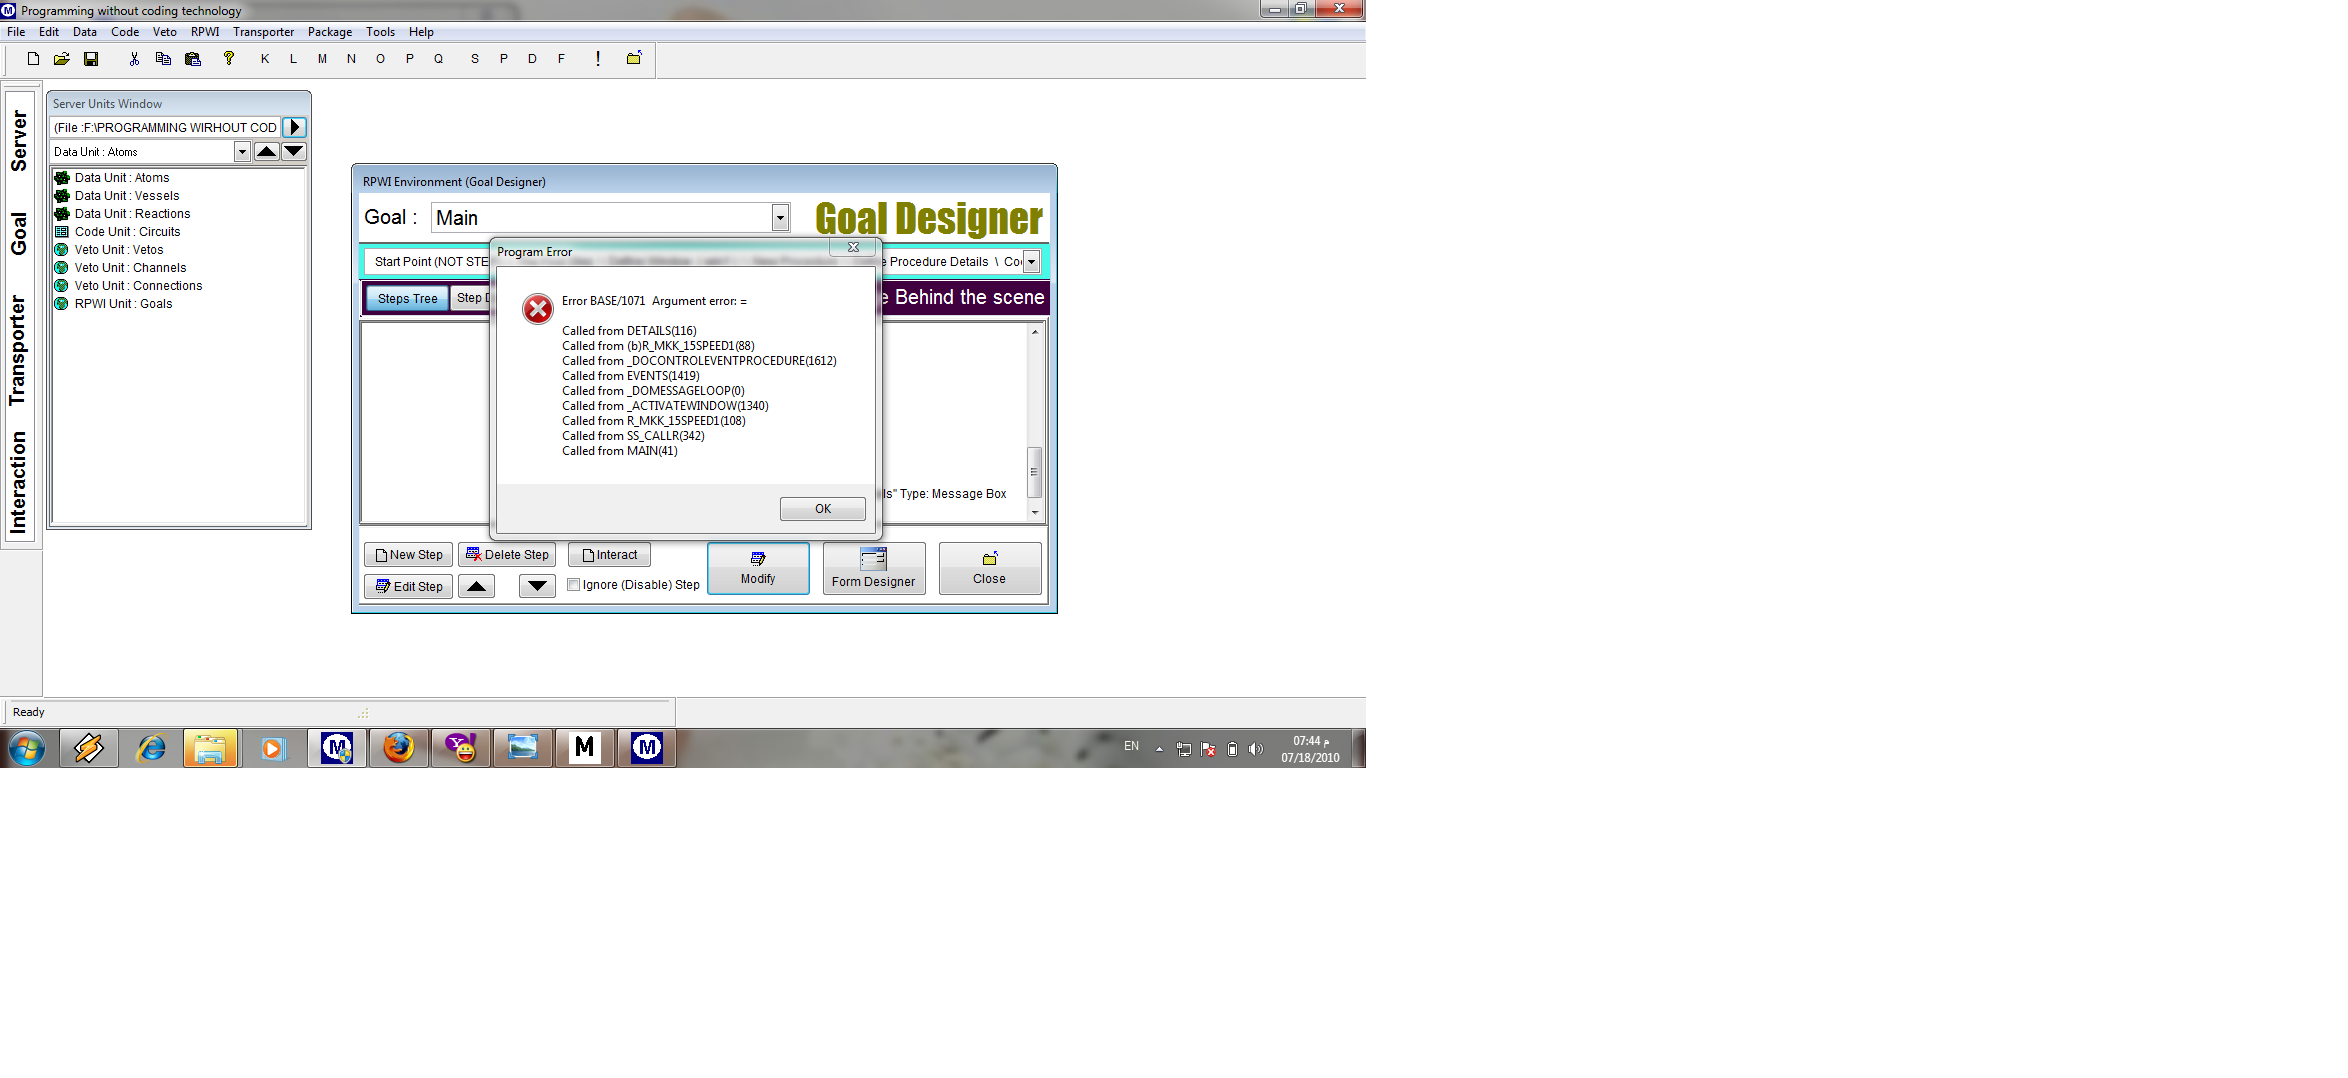 Programming without coding technology
File Edit Data Code Veto RPWI Transporter Package Tools Help
K L M N O P Q S P D F !
Server
Goal
Transporter
Interaction
Server Units Window
(File :F:\PROGRAMMING WIRHOUT COD
Data Unit : Atoms
Data Unit : Atoms
Data Unit : Vessels
Data Unit : Reactions
Code Unit : Circuits
Veto Unit : Vetos
Veto Unit : Channels
Veto Unit : Connections
RPWI Unit : Goals
RPWI Environment (Goal Designer)
Goal : Main
Goal Designer
Start Point (NOT STE
e Procedure Details \ Co
Steps Tree
Step D
e Behind the scene
ls" Type: Message Box
Program Error
Error BASE/1071 Argument error: =
Called from DETAILS(116)
Called from (b)R_MKK_15SPEED1(88)
Called from _DOCONTROLEVENTPROCEDURE(1612)
Called from EVENTS(1419)
Called from _DOMESSAGELOOP(0)
Called from _ACTIVATEWINDOW(1340)
Called from R_MKK_15SPEED1(108)
Called from SS_CALLR(342)
Called from MAIN(41)
OK
New Step
Delete Step
Interact
Edit Step
Ignore (Disable) Step
Modify
Form Designer
Close
Ready
EN
07:44 م
07/18/2010